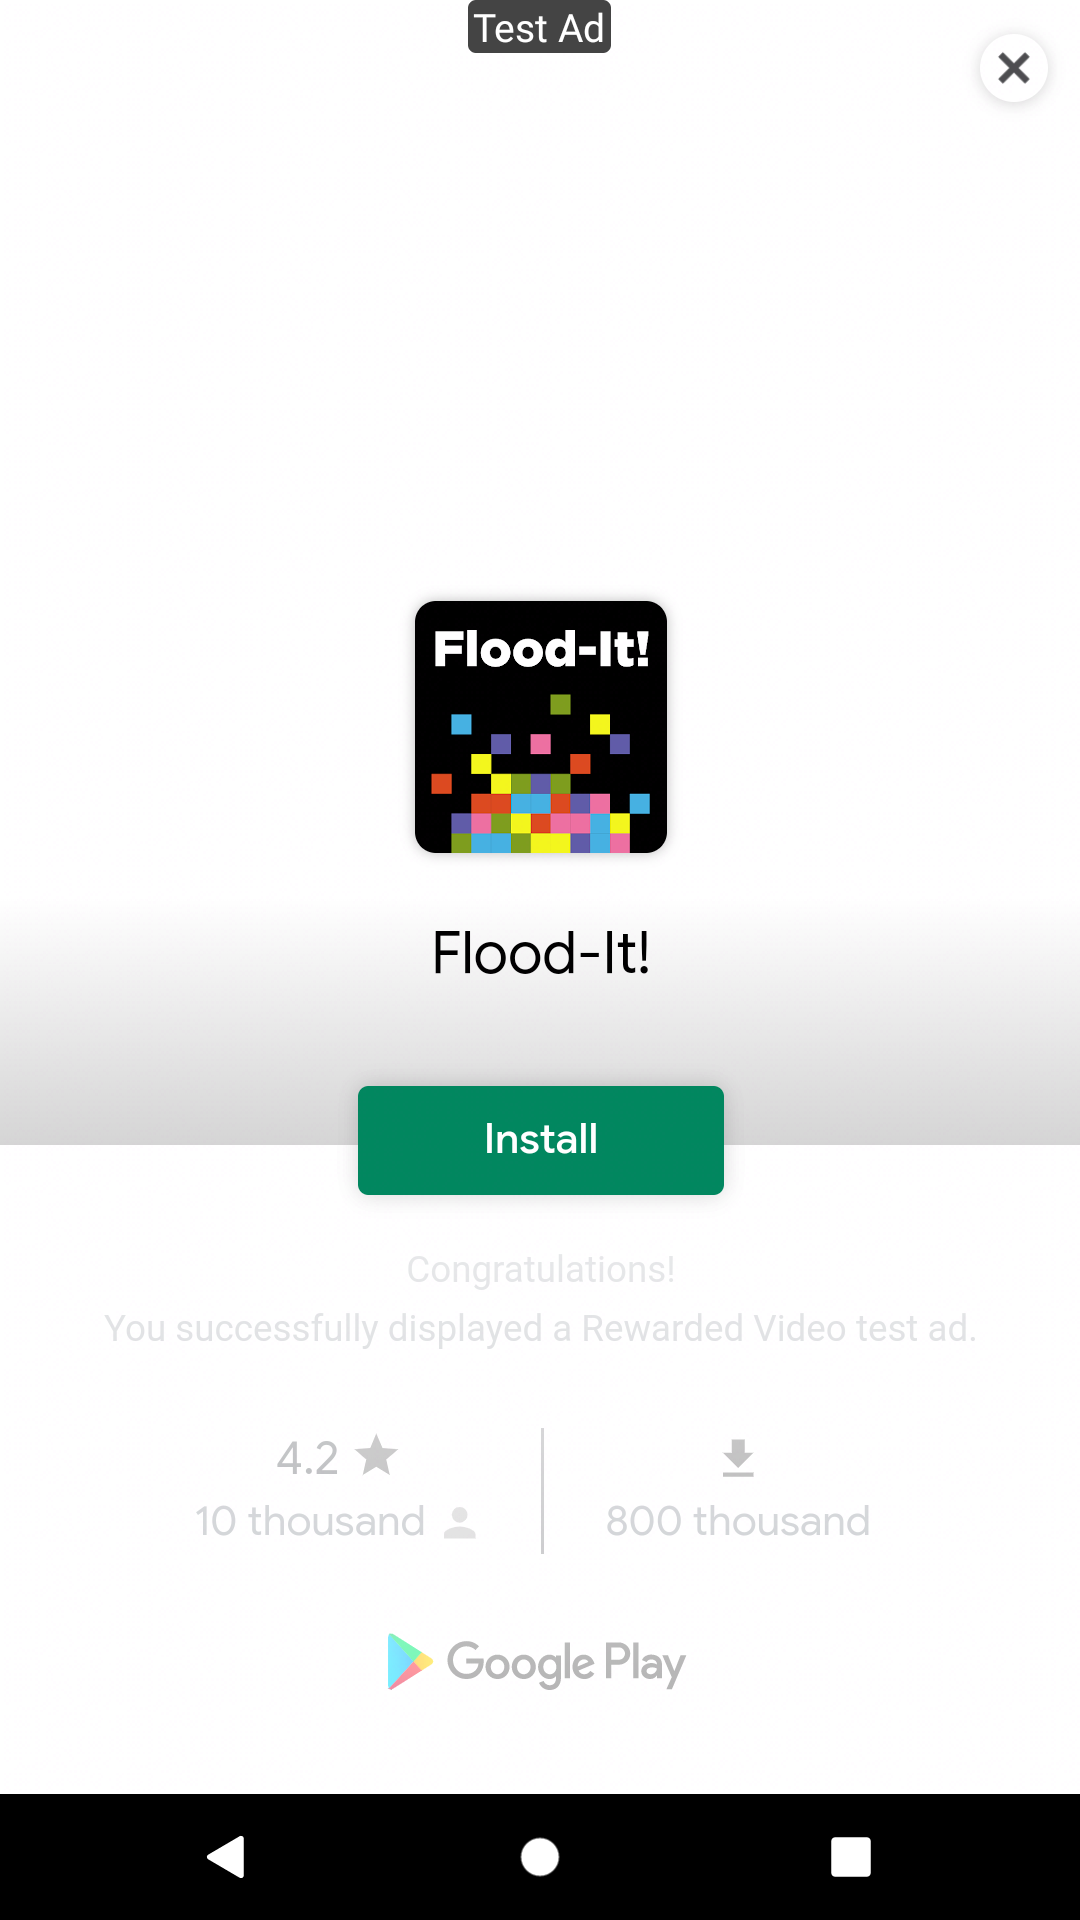 Test Ad
Flood-It!
Flood-It!
Install
Congratulations!
You successfully displayed a Rewarded Video test ad.
4.2
10 thousand
800 thousand
Google Play